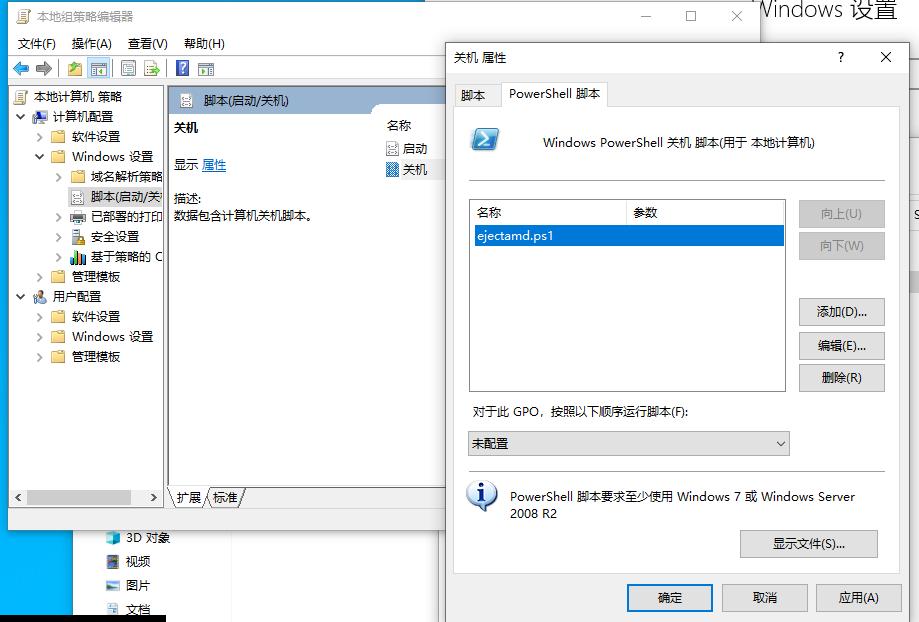 本地组策略编辑器
文件(F) 操作(A) 查看(V) 帮助(H)
本地计算机 策略
计算机配置
软件设置
Windows 设置
域名解析策略
脚本(启动/关
已部署的打印
安全设置
基于策略的
管理模板
用户配置
软件设置
Windows 设置
管理模板
脚本(启动/关机)
关机
显示 属性
描述:
数据包含计算机关机脚本。
名称
启动
关机
扩展 标准
3D 对象
视频
图片
文档
Windows 设置
关机 属性
脚本 PowerShell 脚本
Windows PowerShell 关机 脚本(用于 本地计算机)
名称 参数
ejectamd.ps1
向上(U)
向下(W)
添加(D)...
编辑(E)...
删除(R)
对于此 GPO，按照以下顺序运行脚本(F):
未配置
PowerShell 脚本要求至少使用 Windows 7 或 Windows Server
2008 R2
显示文件(S)...
确定 取消 应用(A)